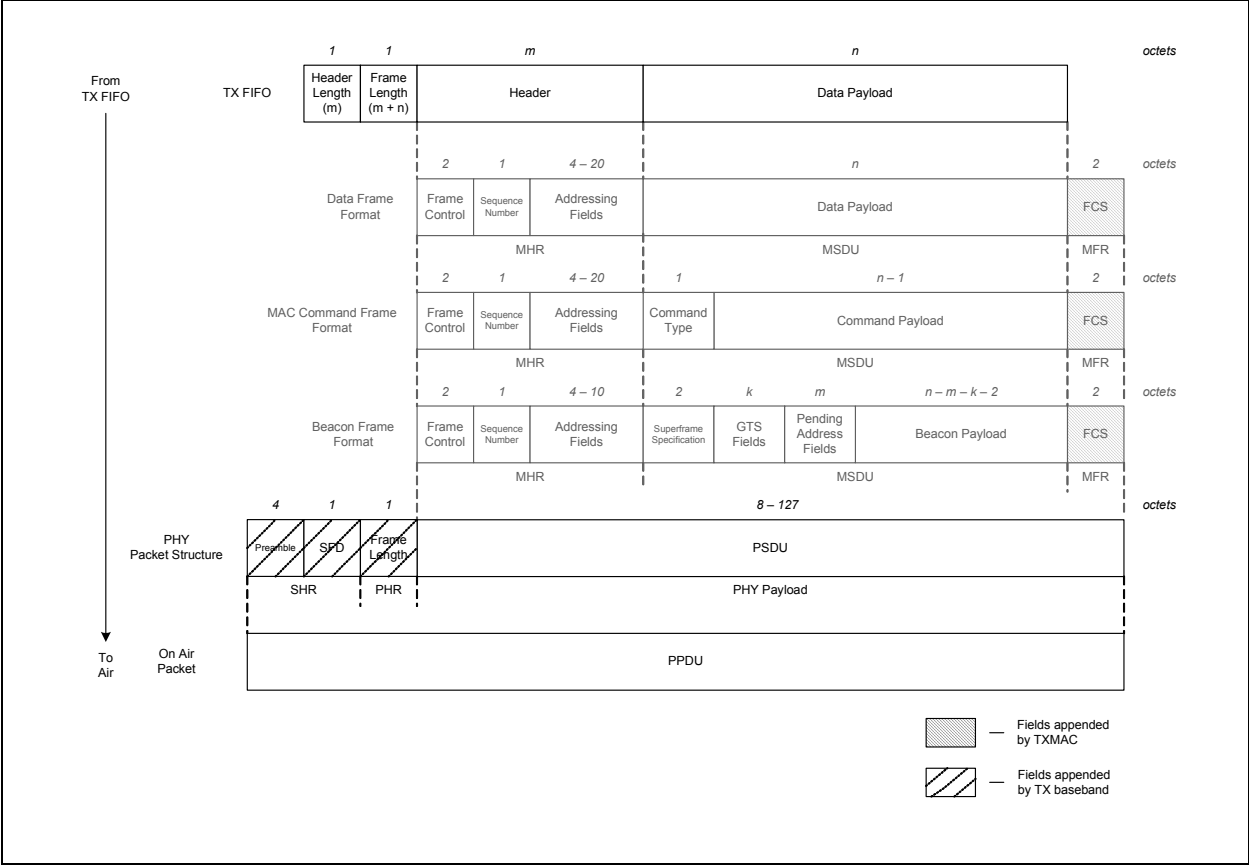 1 1 m n octets
From
TX FIFO
TX FIFO
Header
Length
(m)
Frame
Length
(m + n)
Header
Data Payload
2 1 4 – 20 n 2 octets
Data Frame
Format
Frame
Control
Sequence
Number
Addressing
Fields
Data Payload
FCS
MHR MSDU MFR
2 1 4 – 20 1 n – 1 2 octets
MAC Command Frame
Format
Frame
Control
Sequence
Number
Addressing
Fields
Command
Type
Command Payload
FCS
MHR MSDU MFR
2 1 4 – 10 2 k m n – m – k – 2 2 octets
Beacon Frame
Format
Frame
Control
Sequence
Number
Addressing
Fields
Superframe
Specification
GTS
Fields
Pending
Address
Fields
Beacon Payload
FCS
MHR MSDU MFR
4 1 1 8 – 127 octets
PHY
Packet Structure
Preamble
SFD
Frame
Length
PSDU
SHR PHR PHY Payload
To
Air
On Air
Packet
PPDU
– Fields appended
by TXMAC
– Fields appended
by TX baseband